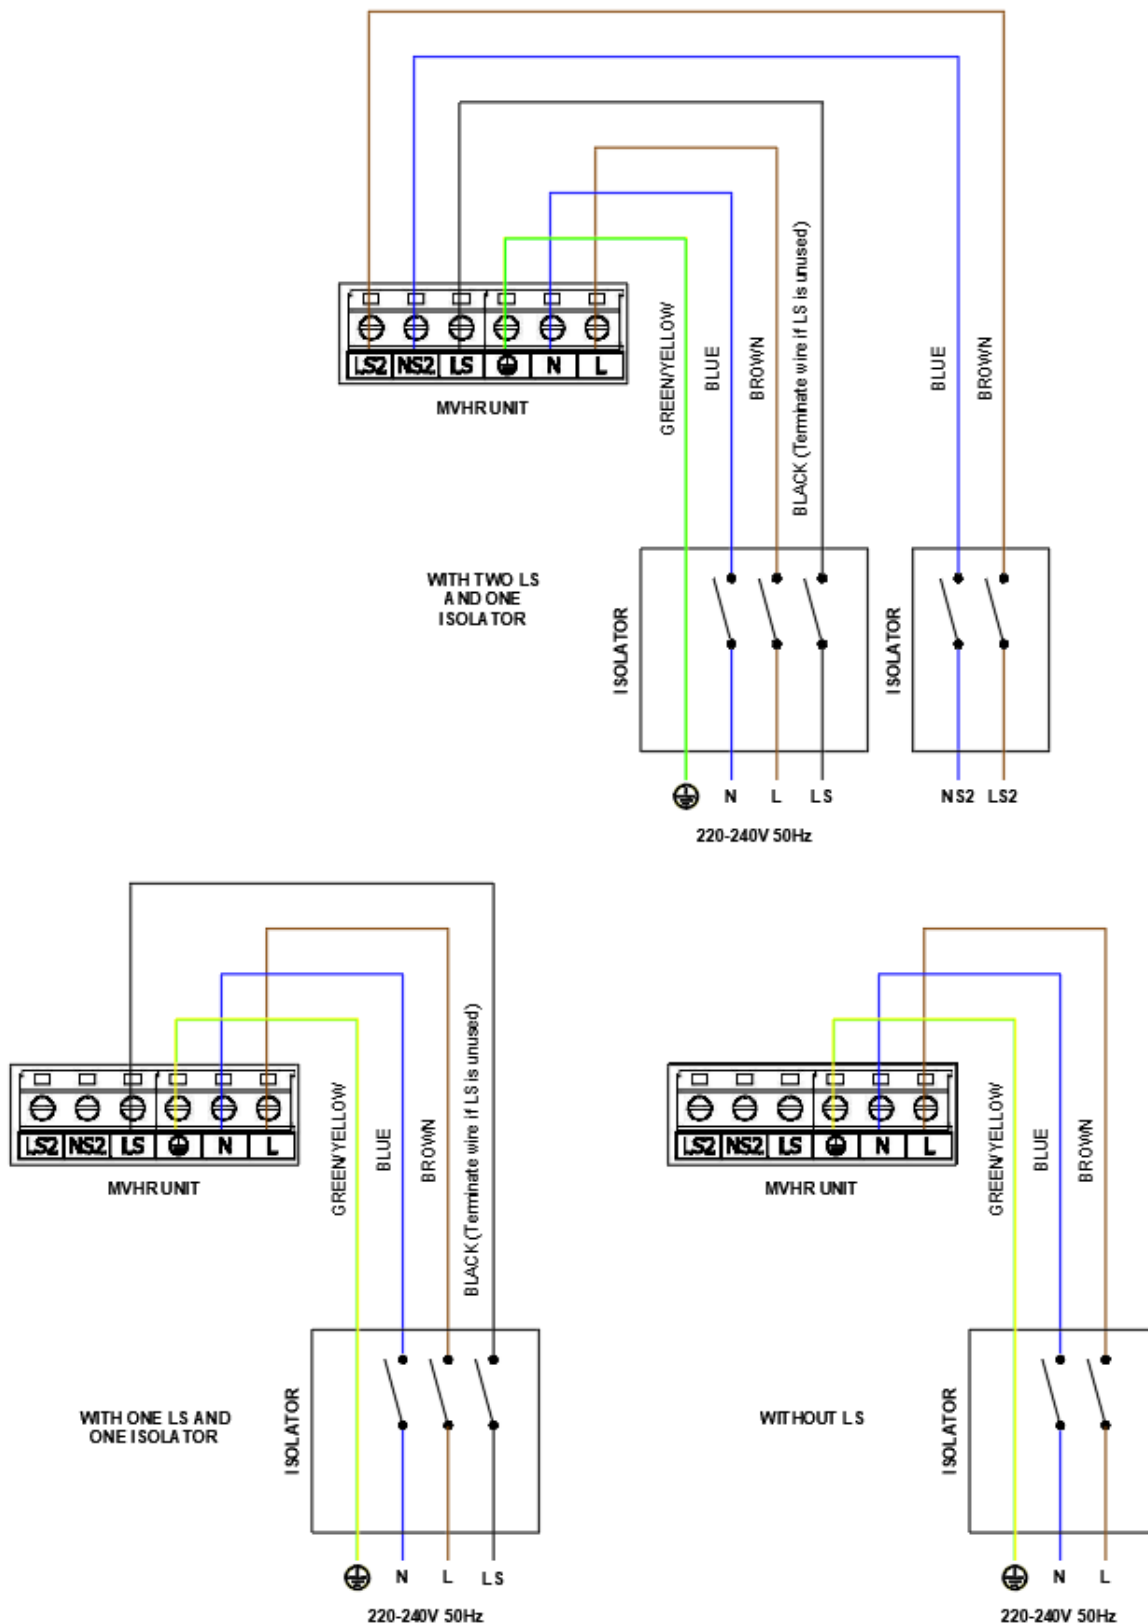 LS2 NS2 LS N L
MVHR UNIT
GREEN/YELLOW
BLUE
BROWN
BLACK (Terminate wire if LS is unused)
BLUE
BROWN
WITH TWO LS
AND ONE
ISOLATOR
ISOLATOR
ISOLATOR
N L LS
NS2 LS2
220-240V 50Hz
LS2 NS2 LS N L
MVHR UNIT
GREEN/YELLOW
BLUE
BROWN
BLACK (Terminate wire if LS is unused)
WITH ONE LS AND
ONE ISOLATOR
ISOLATOR
N L LS
220-240V 50Hz
LS2 NS2 LS N L
MVHR UNIT
GREEN/YELLOW
BLUE
BROWN
WITHOUT LS
ISOLATOR
N L
220-240V 50Hz